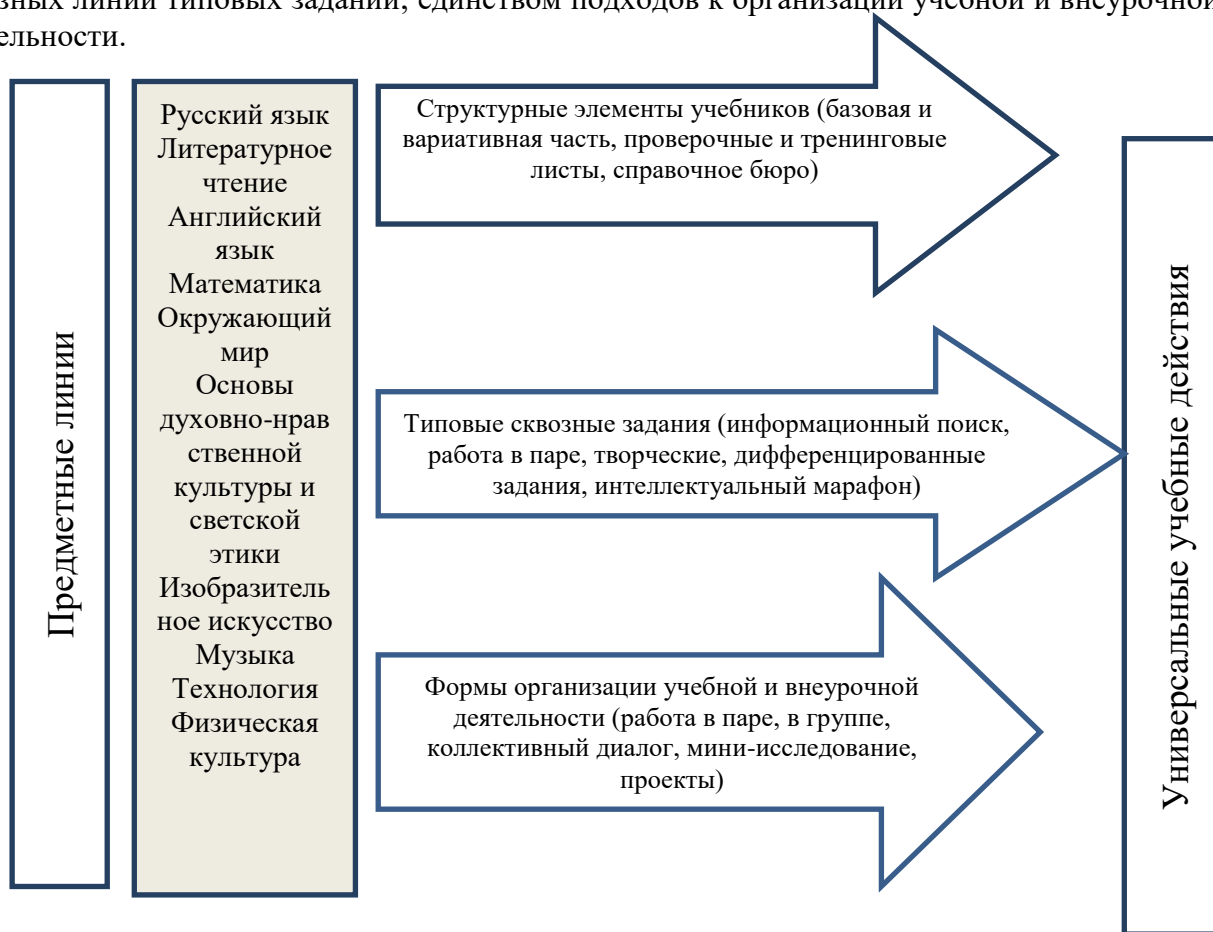 зных линий типовых заданий, единством подходов к организации учебной и внеурочной
ельности.
Предметные линии
Русский язык
Литературное
чтение
Английский
язык
Математика
Окружающий
мир
Основы
духовно-нрав
ственной
культуры и
светской
этики
Изобразитель
ное искусство
Музыка
Технология
Физическая
культура
Структурные элементы учебников (базовая и
вариативная часть, проверочные и тренинговые
листы, справочное бюро)
Типовые сквозные задания (информационный поиск,
работа в паре, творческие, дифференцированные
задания, интеллектуальный марафон)
Формы организации учебной и внеурочной
деятельности (работа в паре, в группе,
коллективный диалог, мини-исследование,
проекты)
Универсальные учебные действия